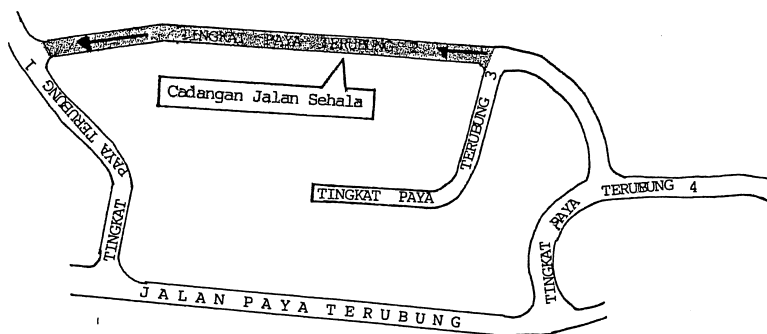 TINGKAT PAYA TERUBUNG 2
Cadangan Jalan Sehala
TINGKAT PAYA TERUBUNG 1
TINGKAT PAYA TERUBUNG 3
TINGKAT PAYA TERUBUNG 4
JALAN PAYA TERUBUNG